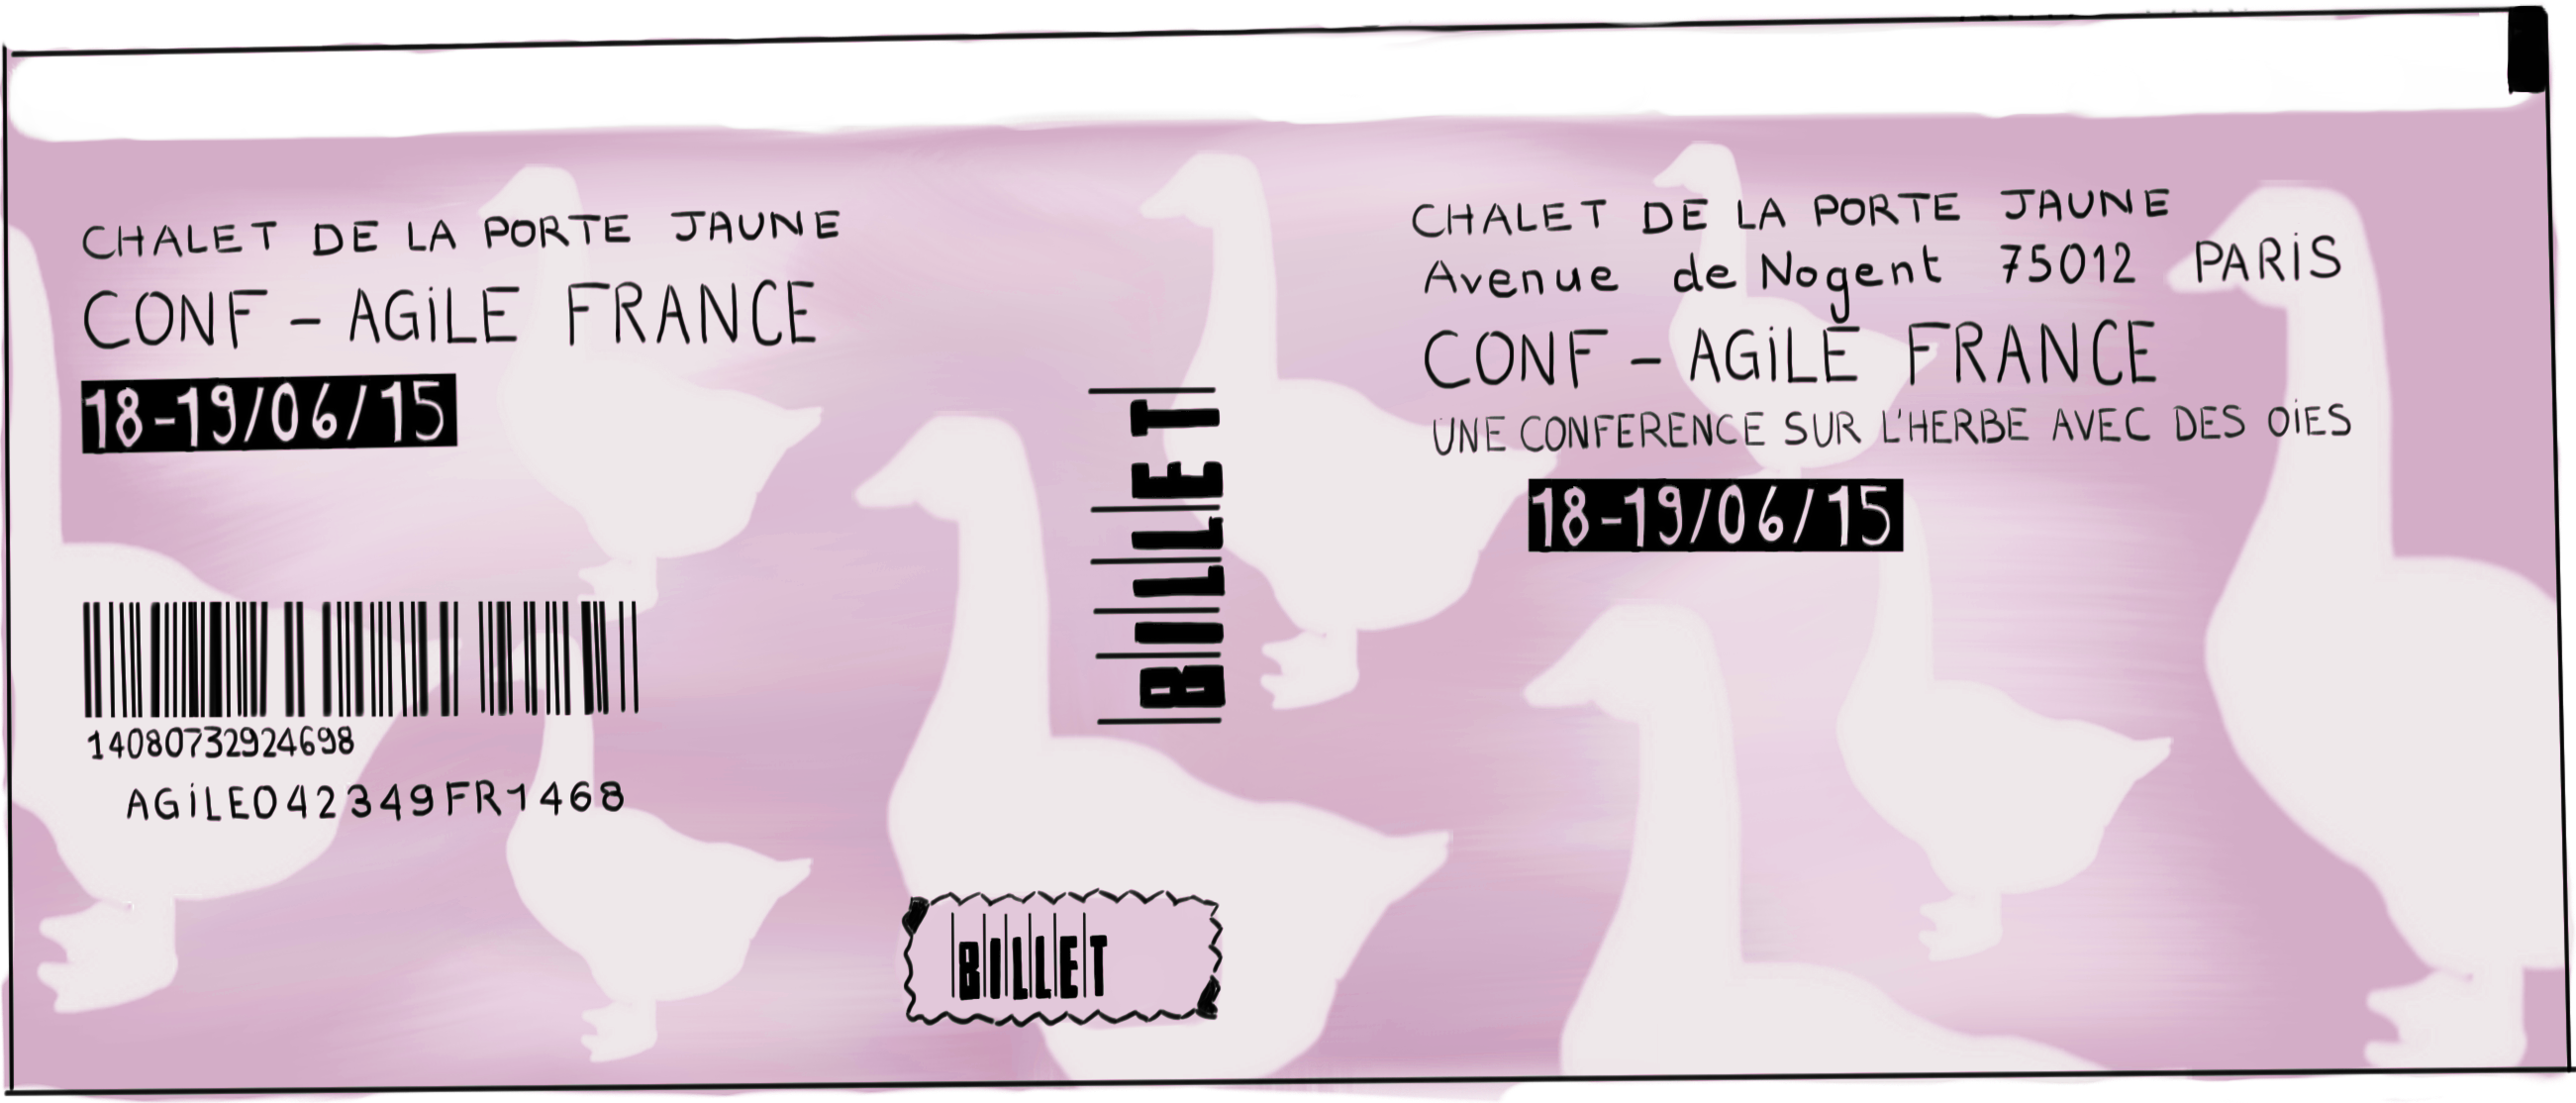 CHALET DE LA PORTE JAUNE
CONF - AGiLE FRANCE
18-19/06/15
14080732924698
AGiLE042349FR1468
BILLET
BILLET
CHALET DE LA PORTE JAUNE
Avenue de Nogent 75012 PARiS
CONF - AGiLE FRANCE
UNE CONFERENCE SUR L'HERBE AVEC DES OiES
18-19/06/15